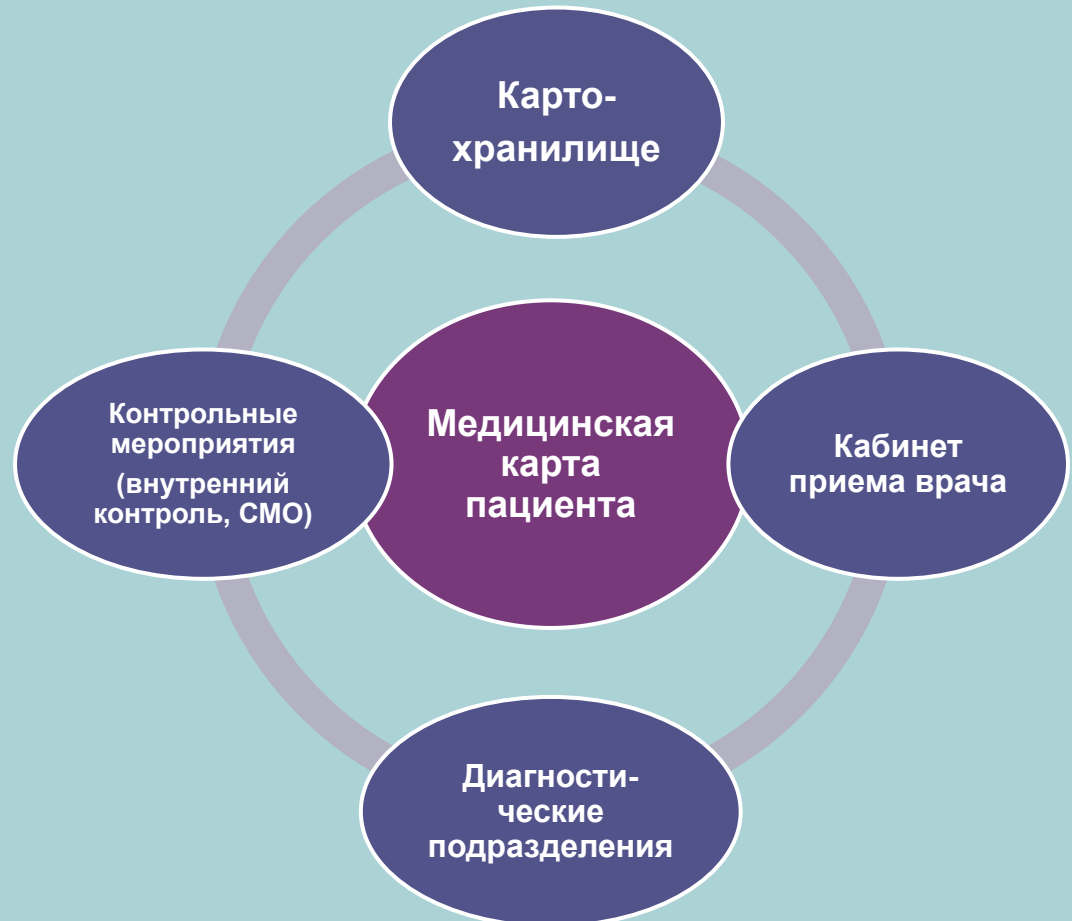 Карто-
хранилище
Контрольные
мероприятия
(внутренний
контроль, СМО)
Медицинская
карта
пациента
Кабинет
приема врача
Диагности-
ческие
подразделения